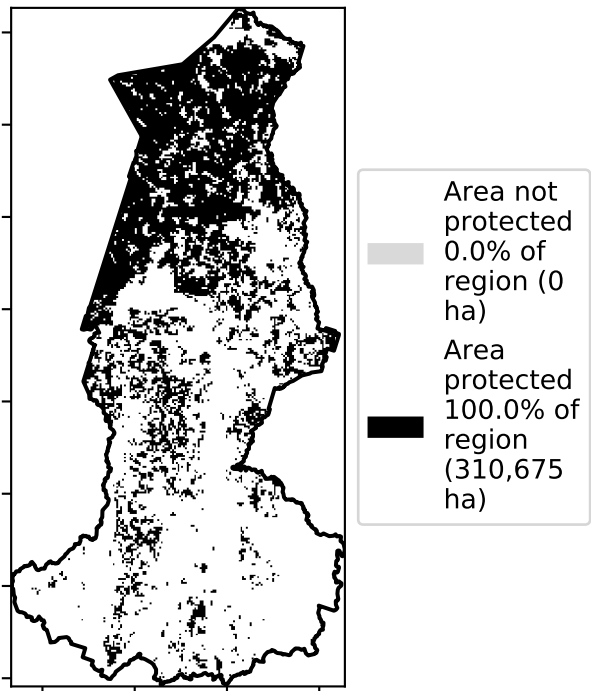 Area not
protected
0.0% of
region (0
ha)
Area
protected
100.0% of
region
(310,675
ha)